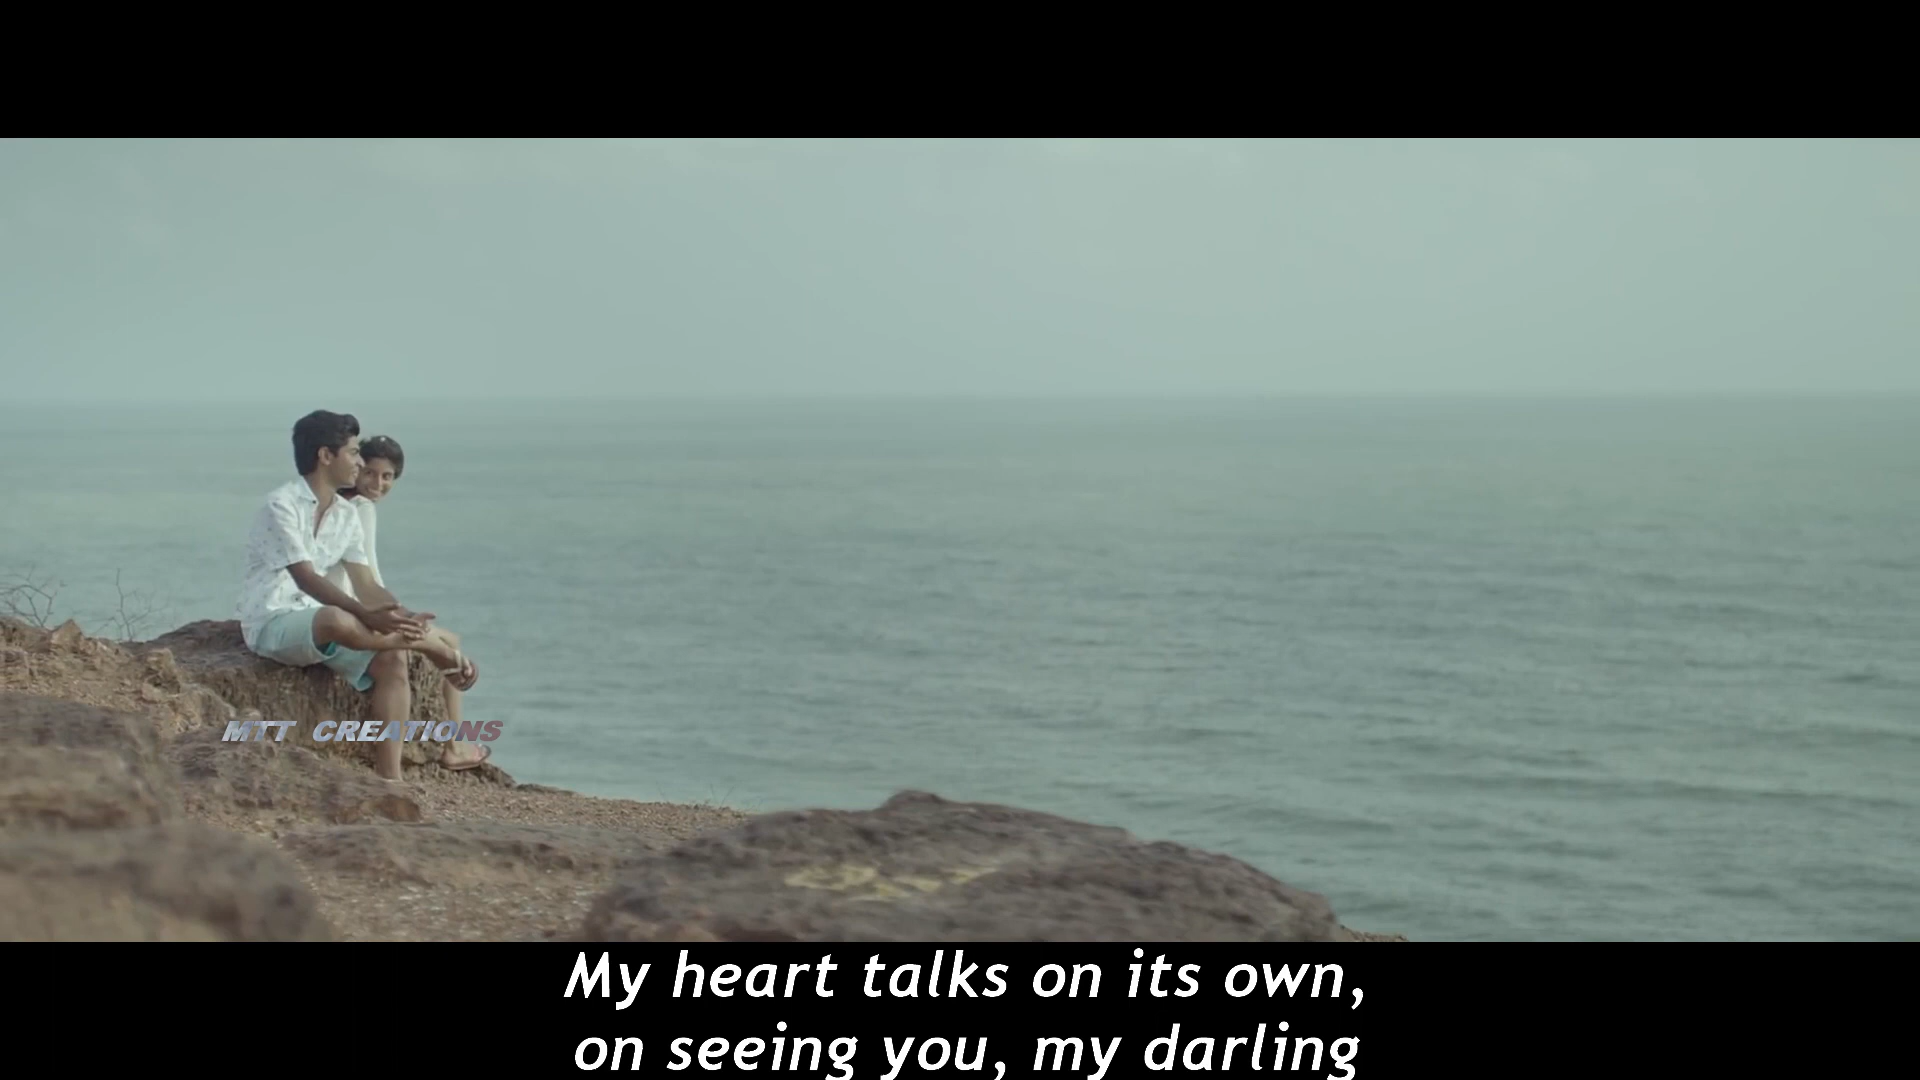 MTT CREATIONS
My heart talks on its own,
on seeing you, my darling